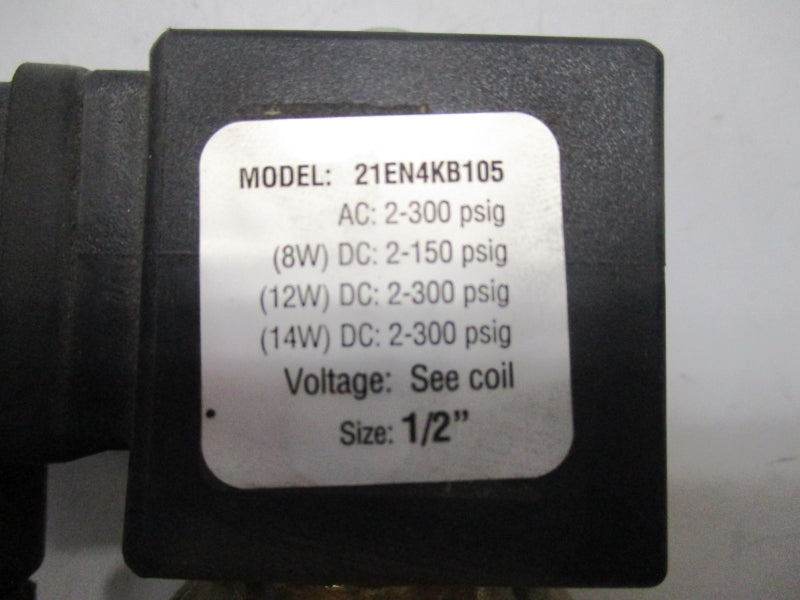 MODEL: 21EN4KB105
AC: 2-300 psig
(8W) DC: 2-150 psig
(12W) DC: 2-300 psig
(14W) DC: 2-300 psig
Voltage: See coil
Size: 1/2”